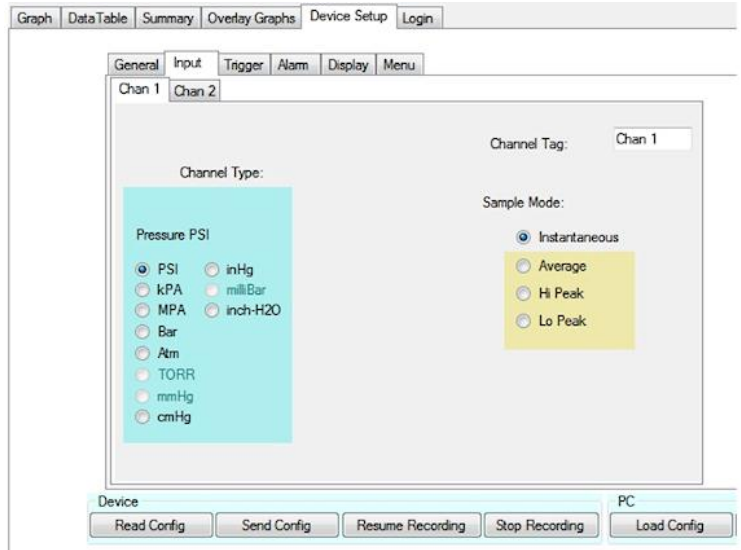 Graph Data Table Summary Overlay Graphs Device Setup Login
General Input Trigger Alarm Display Menu
Chan 1 Chan 2
Channel Tag: Chan 1
Channel Type:
Sample Mode:
Pressure PSI
Instantaneous
PSI inHg
Average
kPA milliBar
Hi Peak
MPA inch-H2O
Lo Peak
Bar
Atm
TORR
mmHg
cmHg
Device PC
Read Config Send Config Resume Recording Stop Recording Load Config